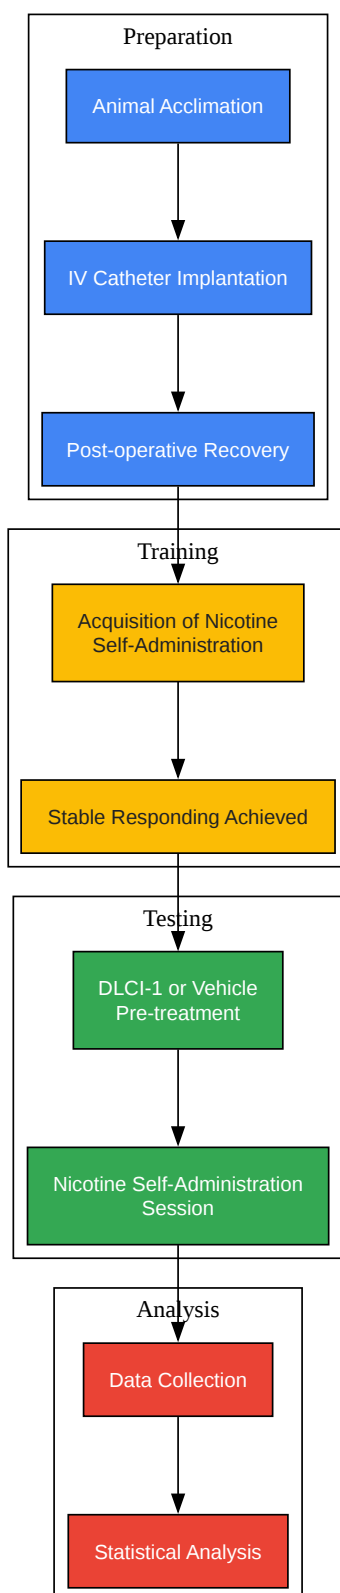 Preparation
Animal Acclimation
IV Catheter Implantation
Post-operative Recovery
Training
Acquisition of Nicotine
Self-Administration
Stable Responding Achieved
Testing
DLCI-1 or Vehicle
Pre-treatment
Nicotine Self-Administration
Session
Analysis
Data Collection
Statistical Analysis